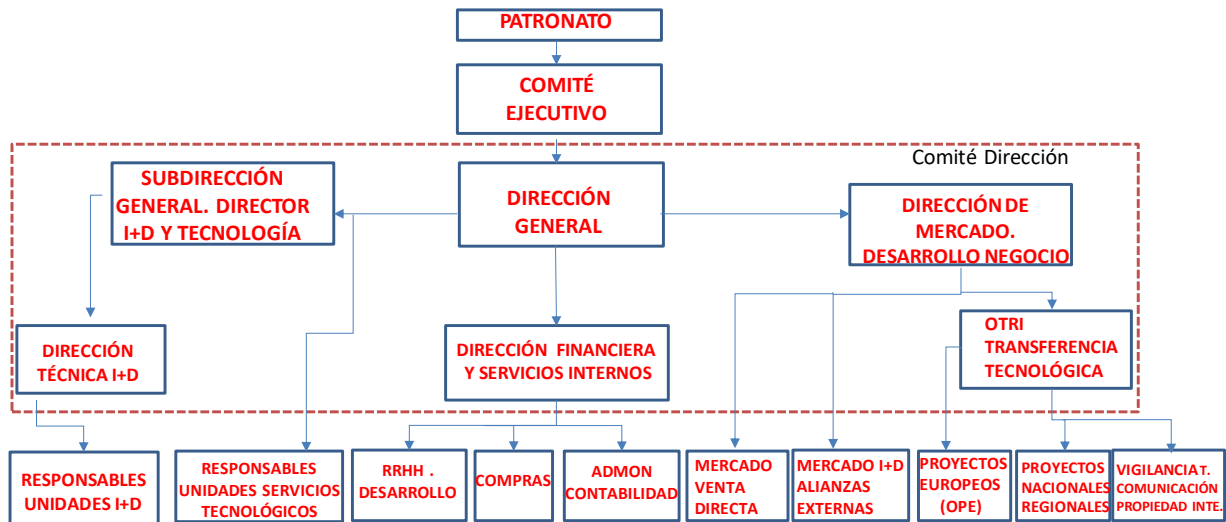 PATRONATO
COMITÉ
EJECUTIVO
Comité Dirección
SUBDIRECCIÓN
GENERAL. DIRECTOR
I+D Y TECNOLOGÍA
DIRECCIÓN
GENERAL
DIRECCIÓN DE
MERCADO.
DESARROLLO NEGOCIO
DIRECCIÓN
TÉCNICA I+D
DIRECCIÓN FINANCIERA
Y SERVICIOS INTERNOS
OTRI
TRANSFERENCIA
TECNOLÓGICA
RESPONSABLES
UNIDADES I+D
RESPONSABLES
UNIDADES SERVICIOS
TECNOLÓGICOS
RRHH .
DESARROLLO
COMPRAS
ADMON
CONTABILIDAD
MERCADO
VENTA
DIRECTA
MERCADO I+D
ALIANZAS
EXTERNAS
PROYECTOS
EUROPEOS
(OPE)
PROYECTOS
NACIONALES
REGIONALES
VIGILANCIA T.
COMUNICACIÓN
PROPIEDAD INTE.